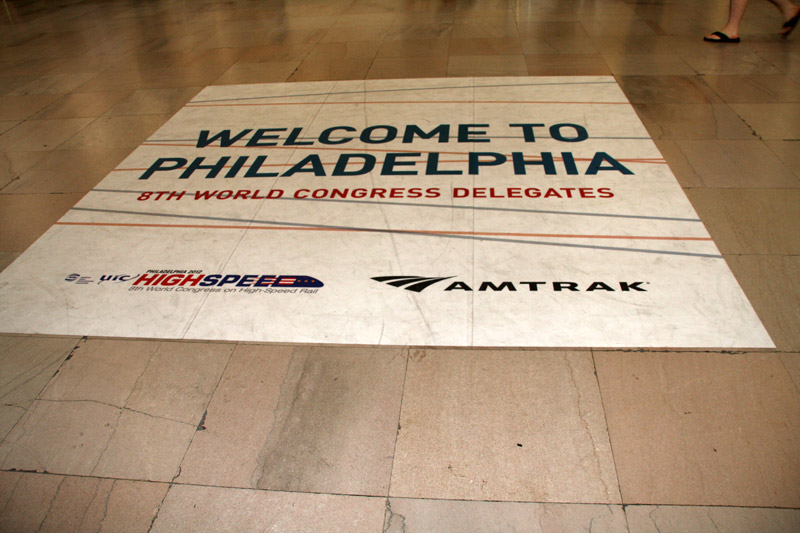 WELCOME TO
PHILADELPHIA
8TH WORLD CONGRESS DELEGATES
PHILADELPHIA 2012
uic HIGHSPEED
8th World Congress on High-Speed Rail
AMTRAK